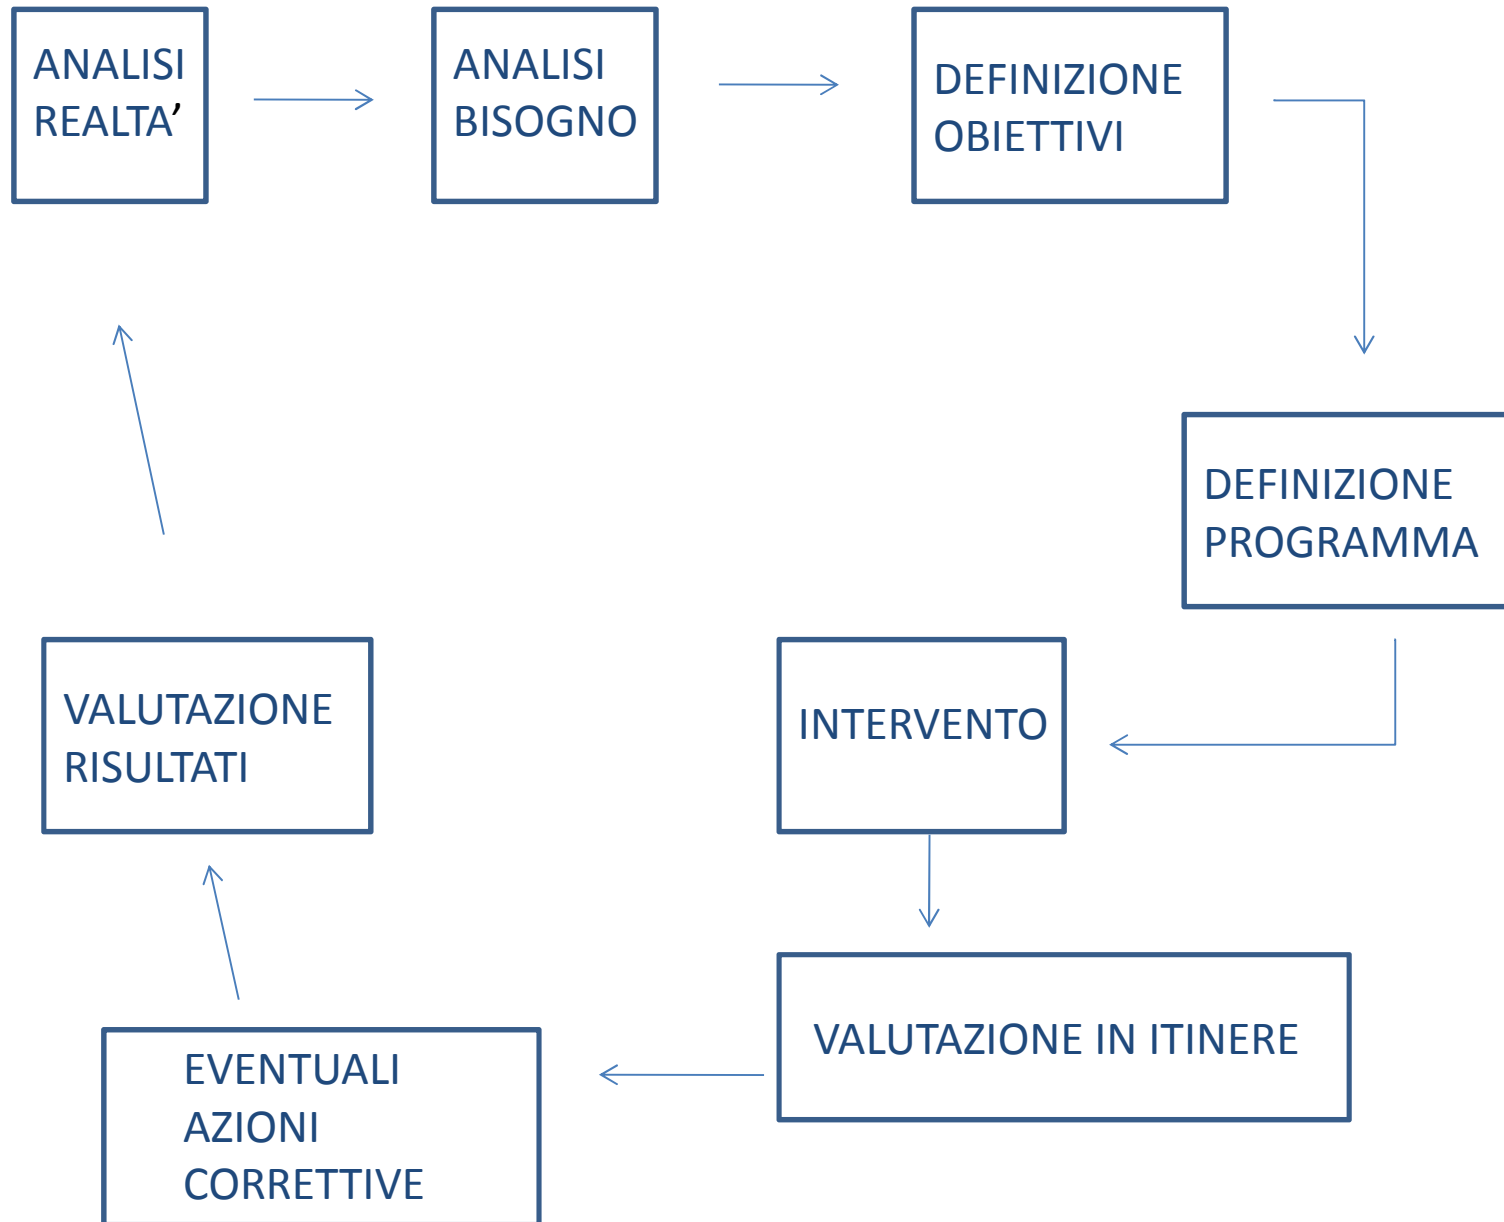 ANALISI
REALTA’
ANALISI
BISOGNO
DEFINIZIONE
OBIETTIVI
DEFINIZIONE
PROGRAMMA
INTERVENTO
VALUTAZIONE IN ITINERE
EVENTUALI
AZIONI
CORRETTIVE
VALUTAZIONE
RISULTATI